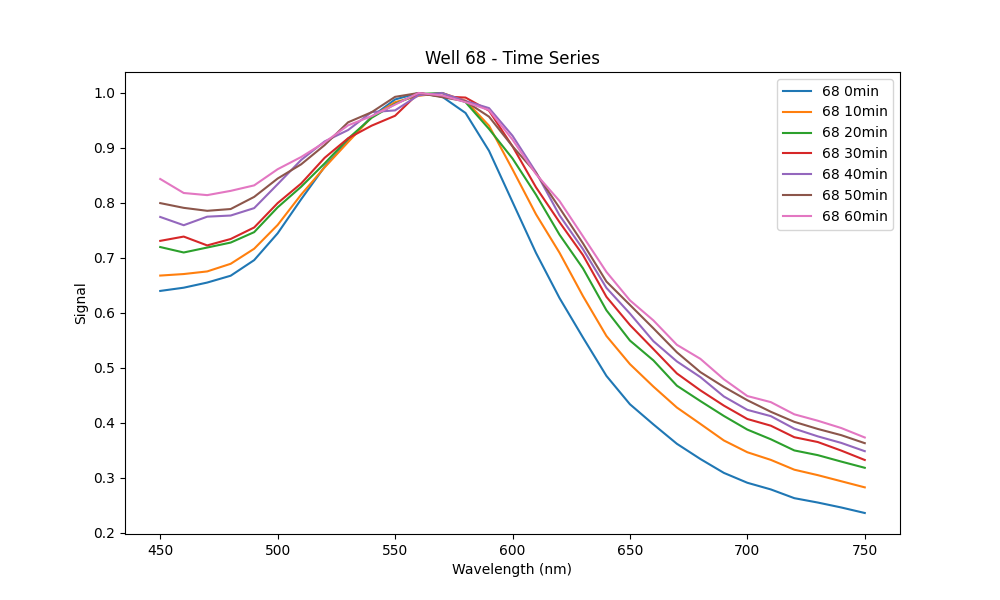 Well 68 - Time Series
1.0
0.9
0.8
0.7
0.6
0.5
0.4
0.3
0.2
Signal
450
500
550
600
650
700
750
Wavelength (nm)
68 0min
68 10min
68 20min
68 30min
68 40min
68 50min
68 60min